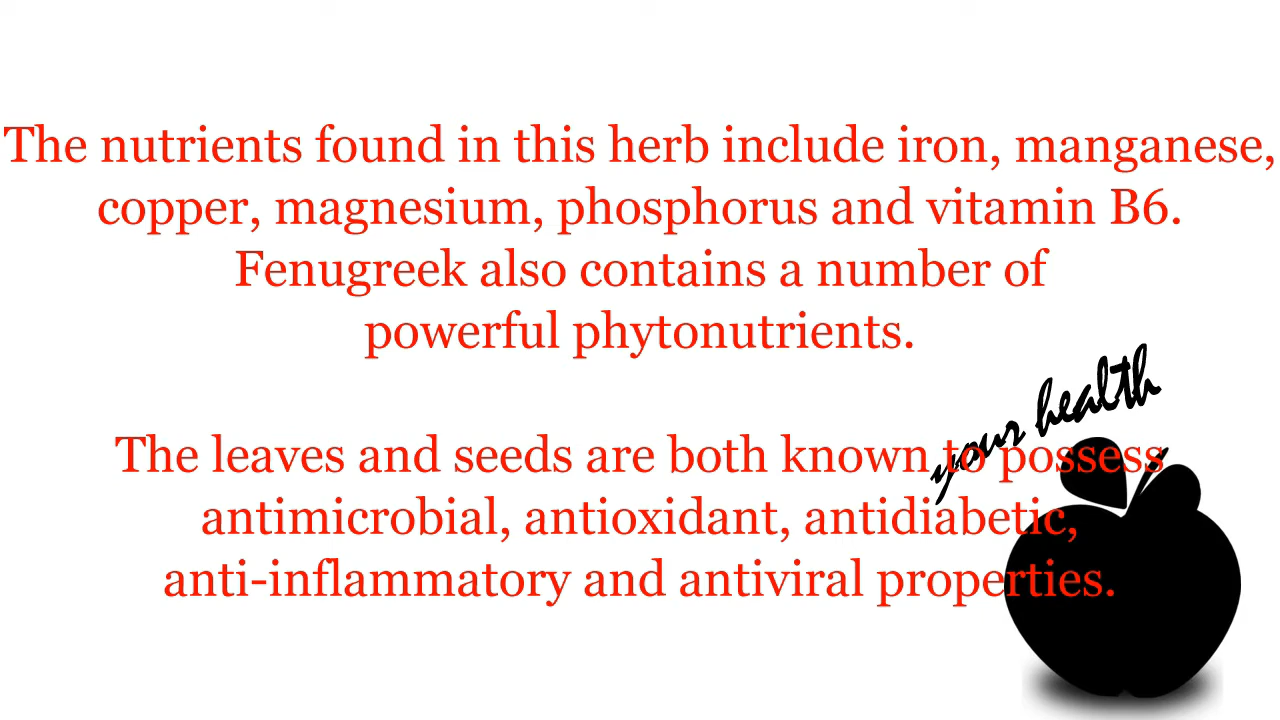 The nutrients found in this herb include iron, manganese,
copper, magnesium, phosphorus and vitamin B6.
Fenugreek also contains a number of
powerful phytonutrients.
your health
The leaves and seeds are both known to possess
antimicrobial, antioxidant, antidiabetic,
anti-inflammatory and antiviral properties.